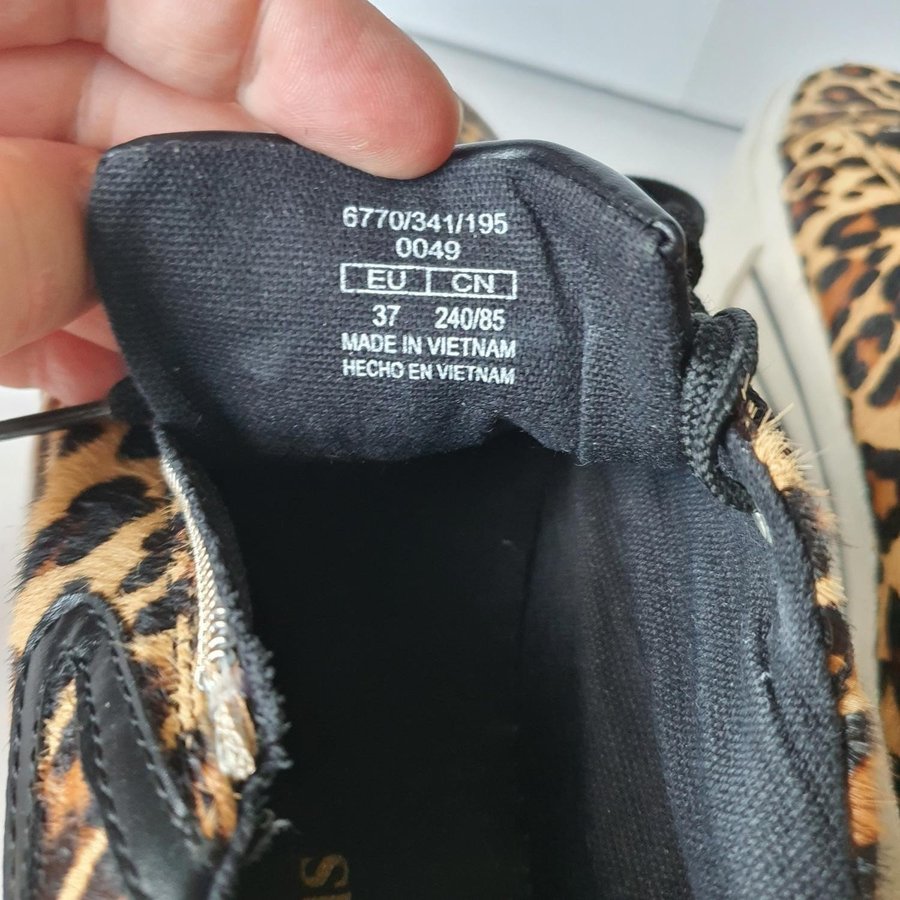 6770/341/195
0049
EU CN
37 240/85
MADE IN VIETNAM
HECHO EN VIETNAM